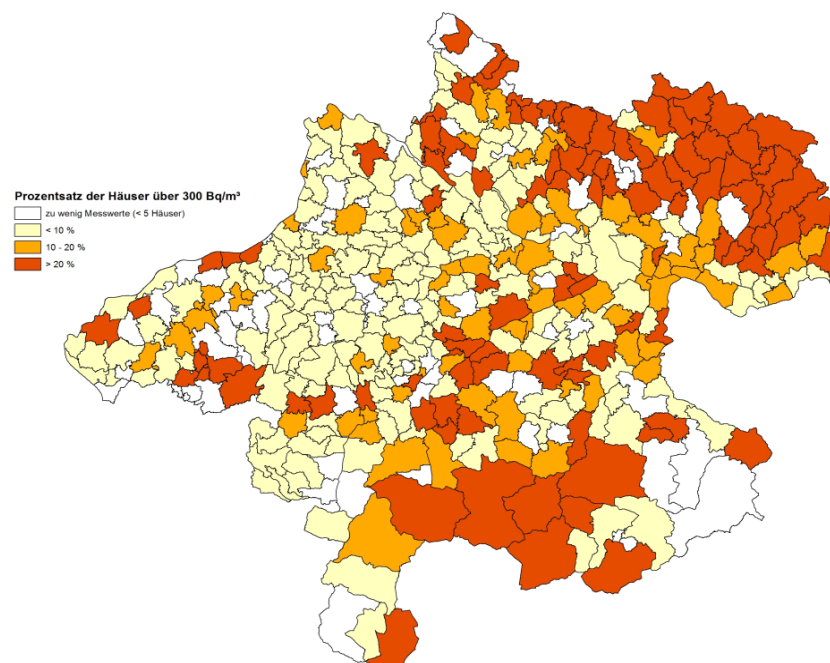 Prozentsatz der Häuser über 300 Bq/m³
zu wenig Messwerte (< 5 Häuser)
< 10 %
10 - 20 %
> 20 %